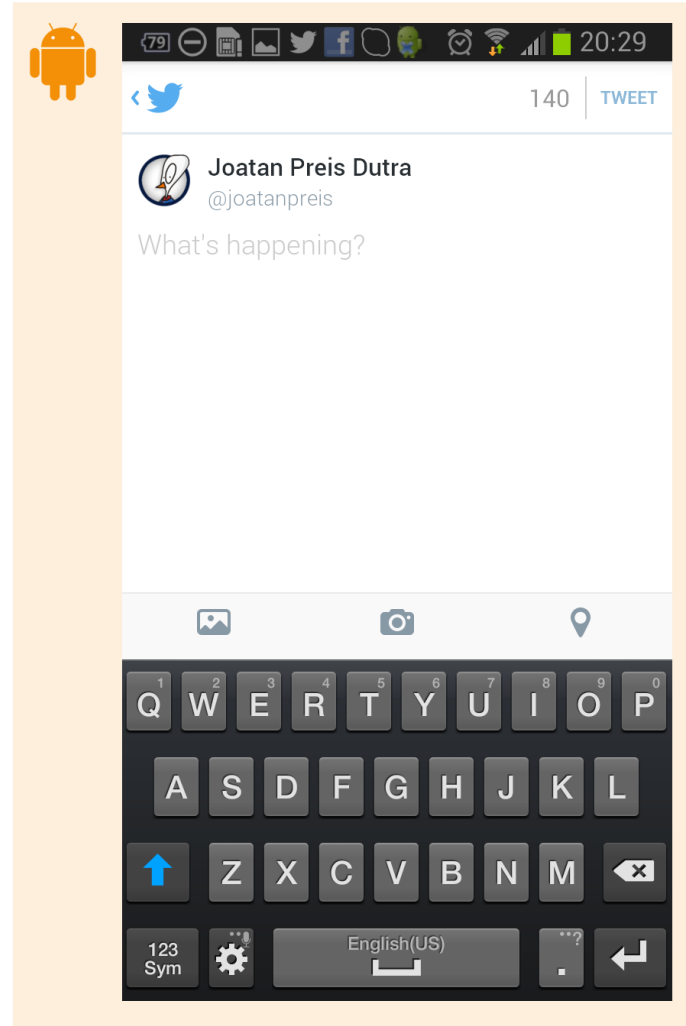 79 20:29
140 TWEET
Joatan Preis Dutra
@joatanpreis
What's happening?
1 2 3 4 5 6 7 8 9 0
Q W E R T Y U I O P
A S D F G H J K L
Z X C V B N M
123 English(US) ..?
Sym .